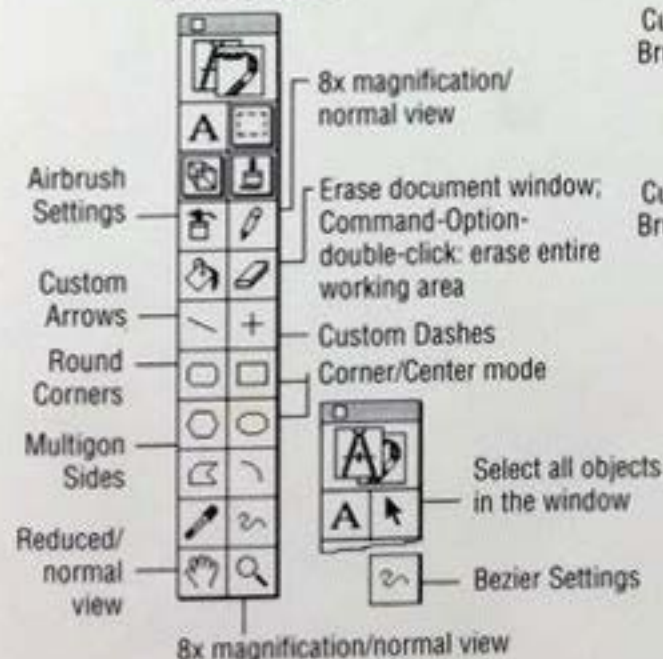 8x magnification/
normal view
A
Airbrush
Settings
Erase document window;
Command-Option-
double-click: erase entire
working area
Custom
Arrows
Custom Dashes
Round
Corners
Corner/Center mode
Multigon
Sides
A
Select all objects
in the window
Reduced/
normal
view
Bezier Settings
8x magnification/normal view